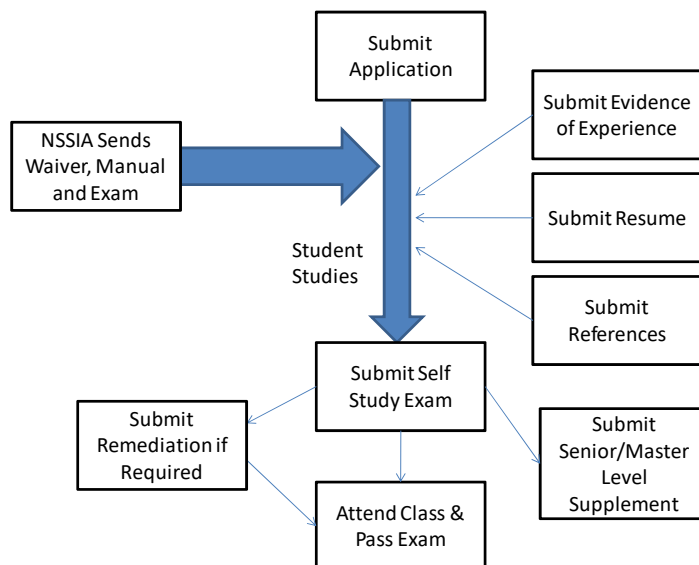 Submit
Application
Submit Evidence
of Experience
NSSIA Sends
Waiver, Manual
and Exam
Submit Resume
Student
Studies
Submit
References
Submit Self
Study Exam
Submit
Remediation if
Required
Submit
Senior/Master
Level
Supplement
Attend Class &
Pass Exam